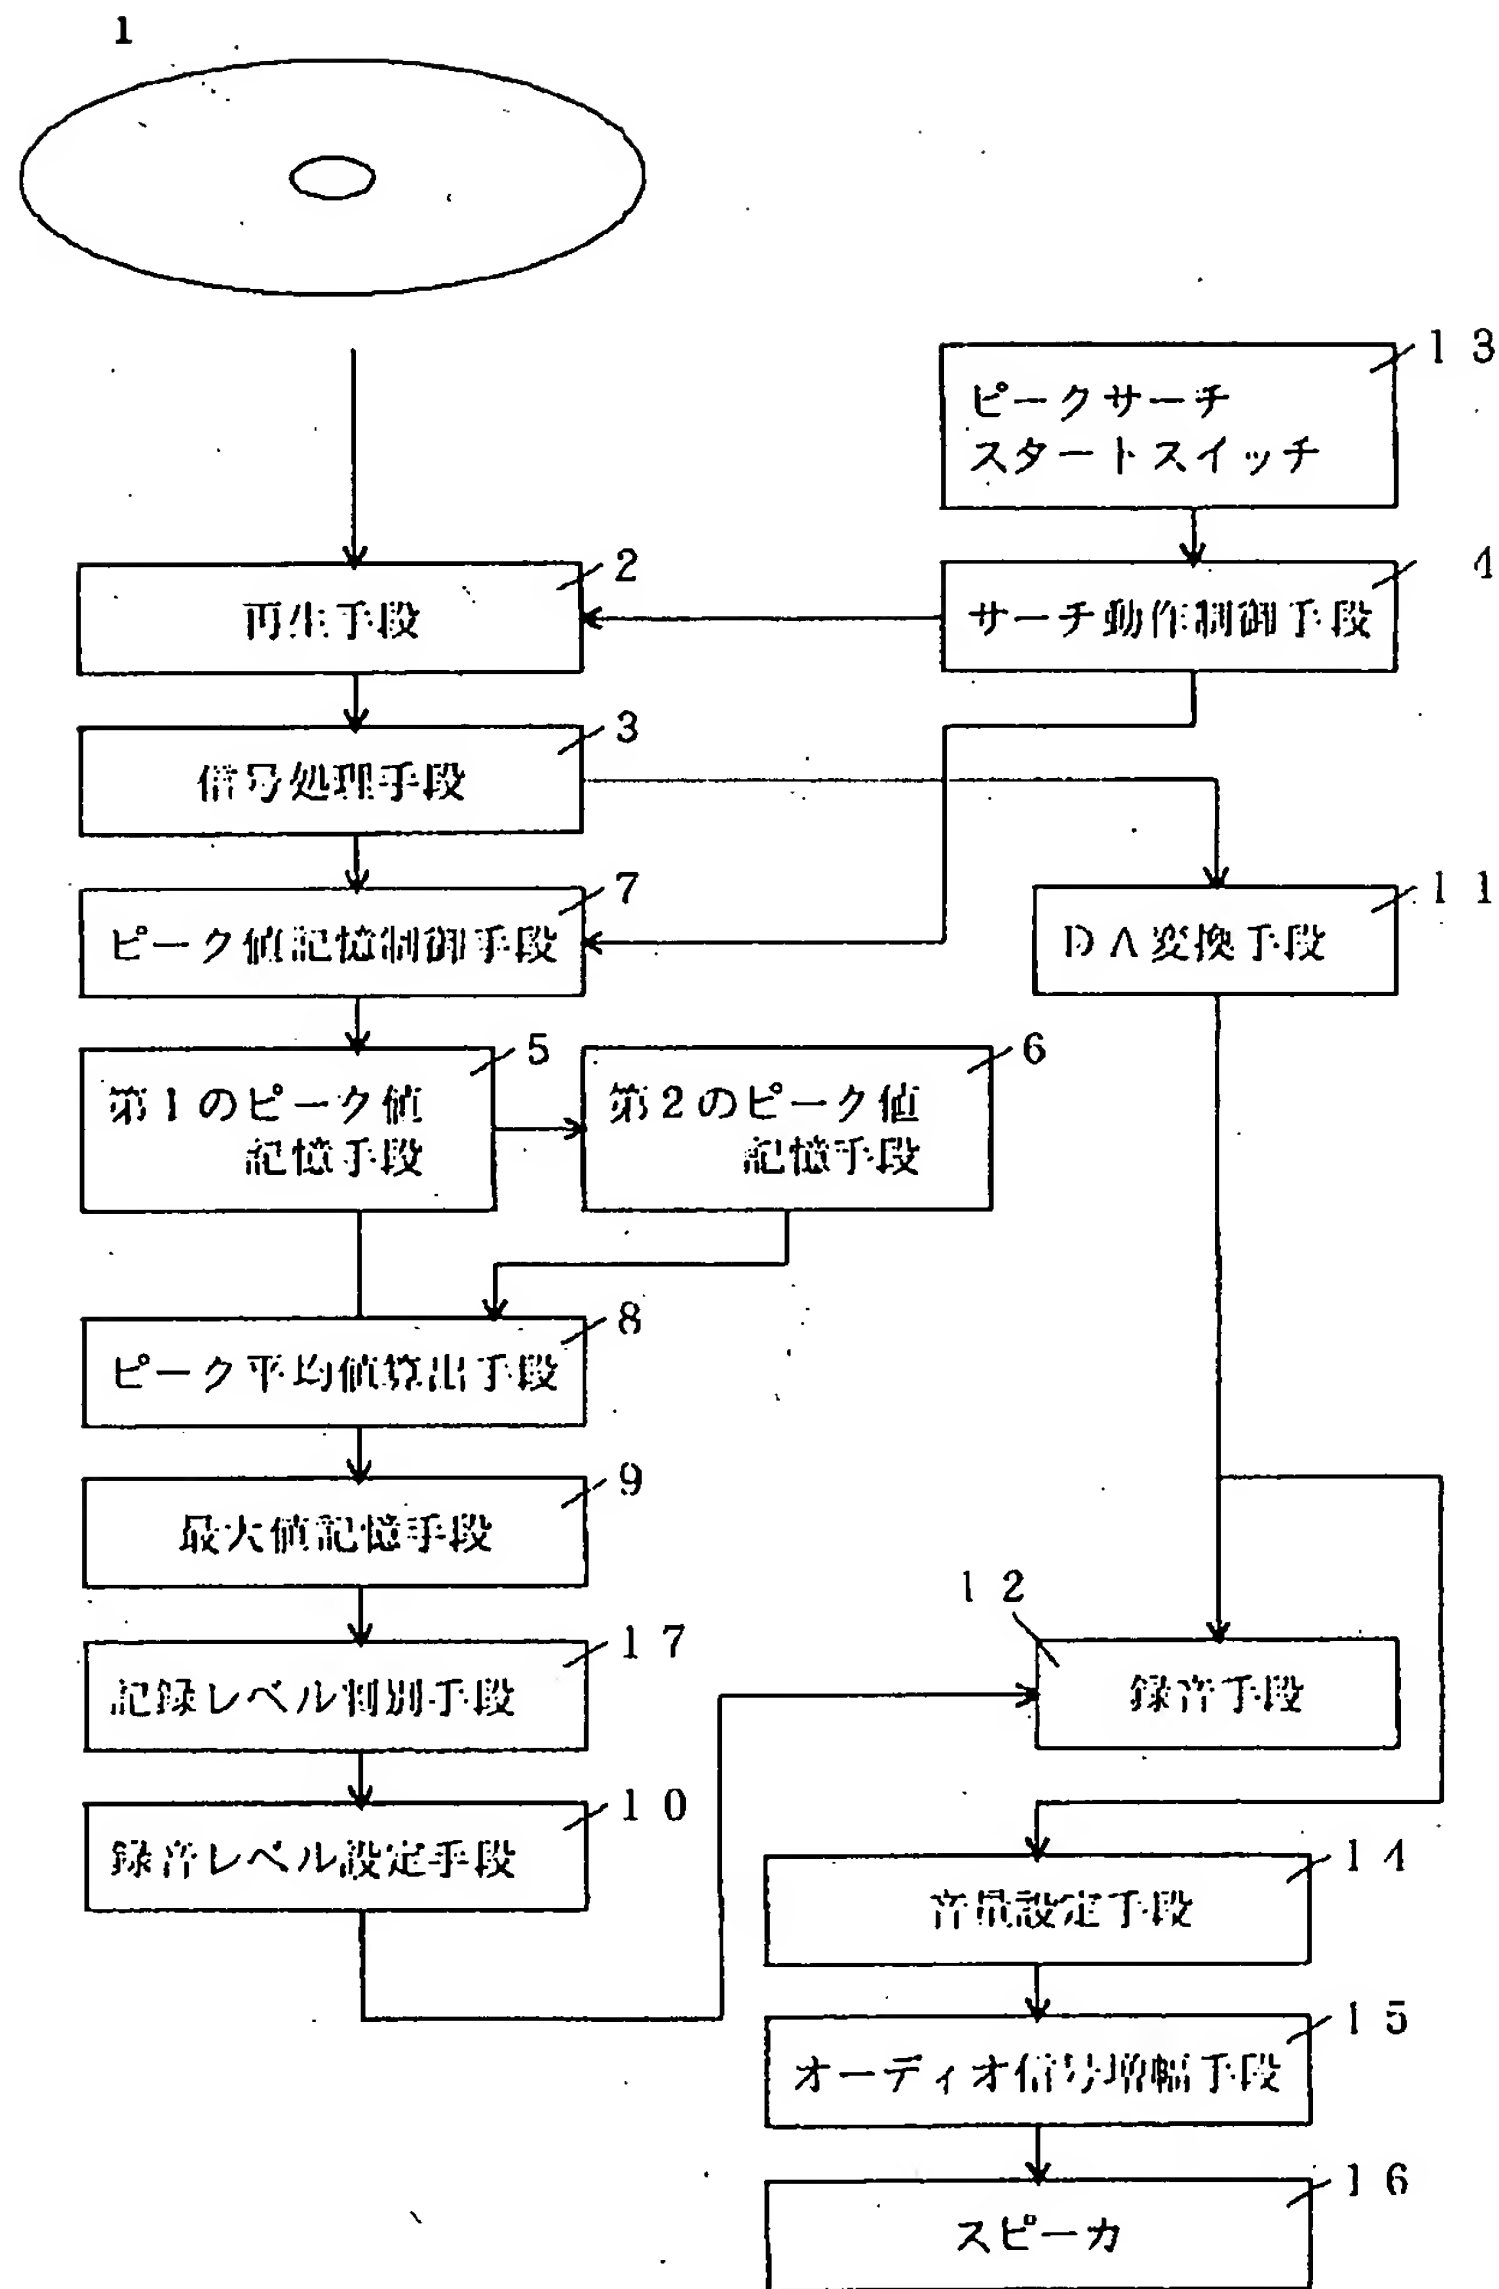 1
13
ピークサーチ
スタートスイッチ
2
再生手段
4
サーチ動作制御手段
3
信号処理手段
7
ピーク値記憶制御手段
11
DA変換手段
5
第1のピーク値
記憶手段
6
第2のピーク値
記憶手段
8
ピーク平均値算出手段
9
最大値記憶手段
12
録音手段
17
記録レベル判別手段
10
録音レベル設定手段
14
音量設定手段
15
オーディオ信号増幅手段
16
スピーカ